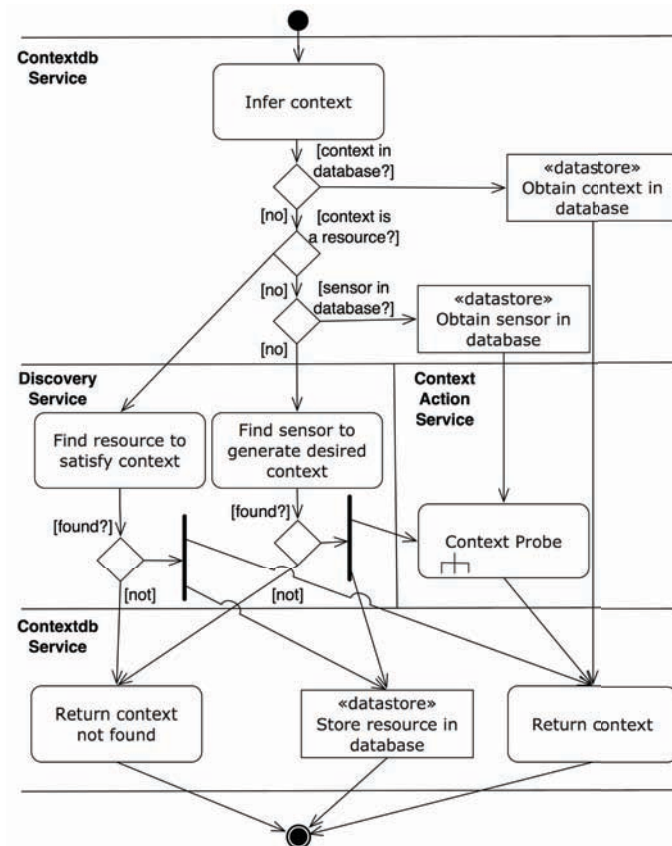 Contextdb
Service
Infer context
[context in
database?]
«datastore»
Obtain context in
database
[no]
[context is
a resource?]
[no]
[sensor in
database?]
«datastore»
Obtain sensor in
database
[no]
Discovery
Service
Context
Action
Service
Find resource to
satisfy context
Find sensor to
generate desired
context
[found?]
[found?]
Context Probe
[not]
[not]
Contextdb
Service
Return context
not found
«datastore»
Store resource in
database
Return context